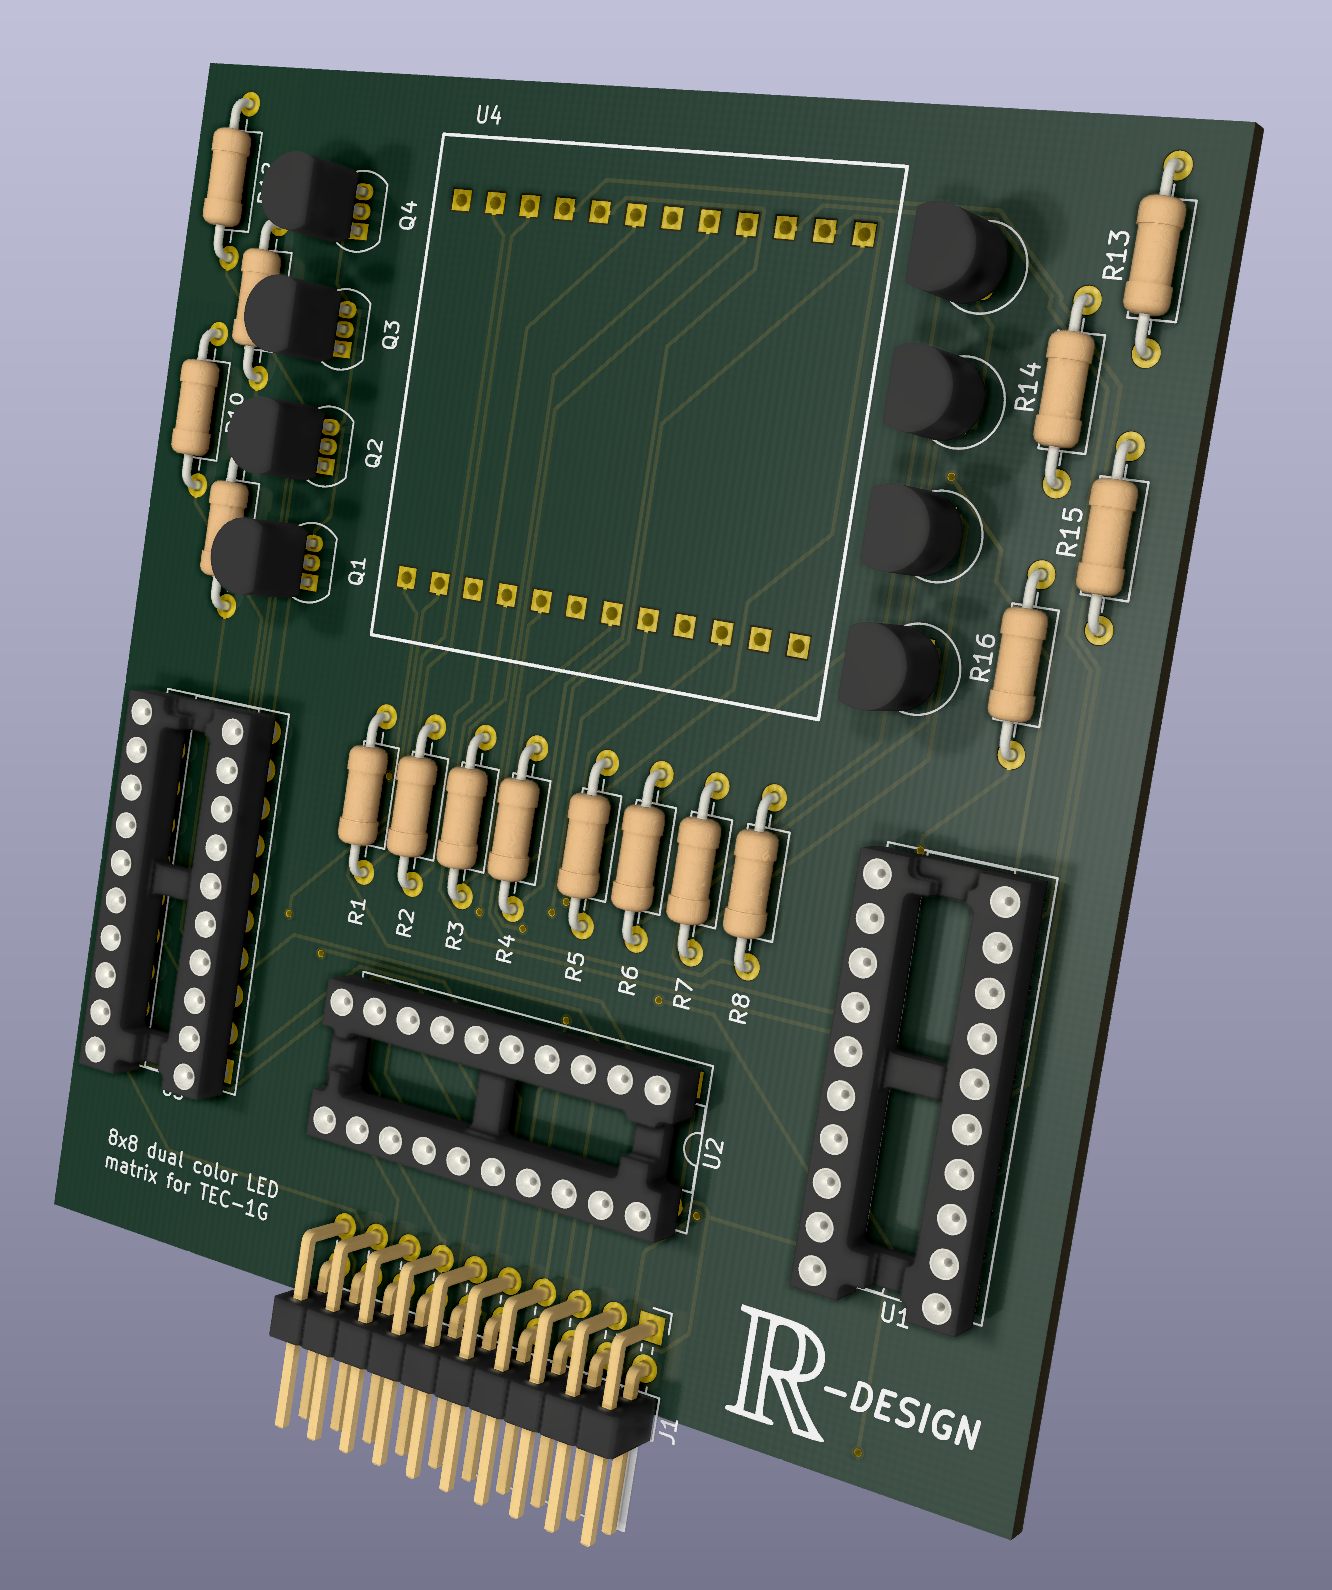 U4
Q4
R13
Q3
R14
Q2
R15
Q1
R16
R1
R2
R3
R4
R5
R6
R7
R8
U2
8x8 dual color LED
matrix for TEC-1G
U1
R-DESIGN
J1